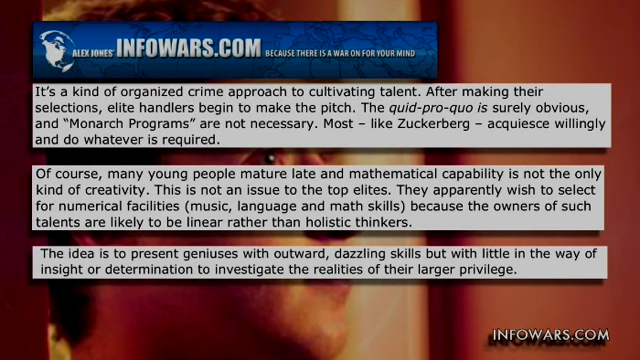 ALEX JONES' INFOWARS.COM BECAUSE THERE IS A WAR ON FOR YOUR MIND
It's a kind of organized crime approach to cultivating talent. After making their
selections, elite handlers begin to make the pitch. The quid-pro-quo is surely obvious,
and “Monarch Programs” are not necessary. Most – like Zuckerberg – acquiesce willingly
and do whatever is required.
Of course, many young people mature late and mathematical capability is not the only
kind of creativity. This is not an issue to the top elites. They apparently wish to select
for numerical facilities (music, language and math skills) because the owners of such
talents are likely to be linear rather than holistic thinkers.
The idea is to present geniuses with outward, dazzling skills but with little in the way of
insight or determination to investigate the realities of their larger privilege.
INFOWARS.COM